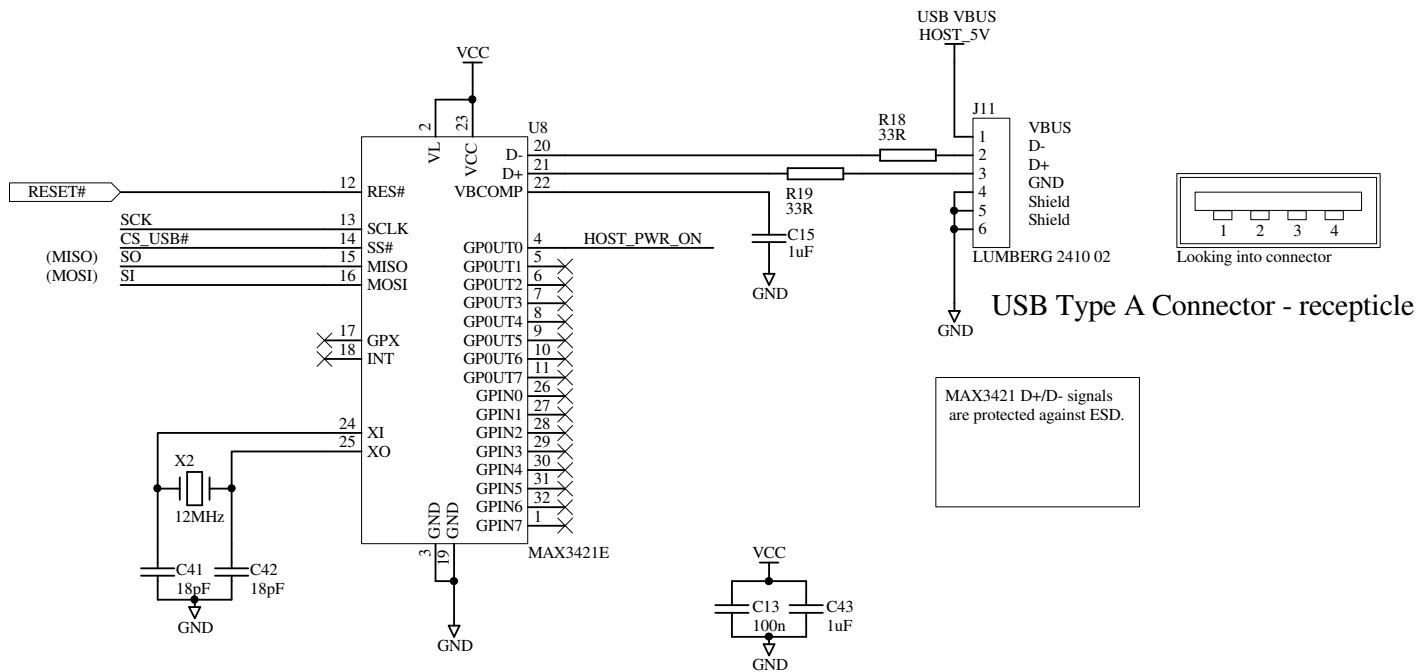 USB VBUS
HOST_5V
VCC
J11
U8
R18
33R
2
VL
23
VCC
D- 20
D+ 21
VBCOMP 22
1 VBUS
2 D-
3 D+
4 GND
5 Shield
6 Shield
R19
33R
RESET#
12 RES#
SCK 13 SCLK
CS_USB# 14 SS#
(MISO) SO 15 MISO
(MOSI) SI 16 MOSI
GP0UT0 4 HOST_PWR_ON
GP0UT1 5
GP0UT2 6
GP0UT3 7
GP0UT4 8
GP0UT5 9
GP0UT6 10
GP0UT7 11
C15
1uF
GND
LUMBERG 2410 02
1 2 3 4
Looking into connector
USB Type A Connector - recepticle
GND
17 GPX
18 INT
GPIN0 26
GPIN1 27
GPIN2 28
GPIN3 29
GPIN4 30
GPIN5 31
GPIN6 32
GPIN7 1
MAX3421 D+/D- signals
are protected against ESD.
24 XI
25 XO
X2
12MHz
GND
GND
3
19
MAX3421E
C41
18pF
C42
18pF
GND
GND
VCC
C13
100n
C43
1uF
GND